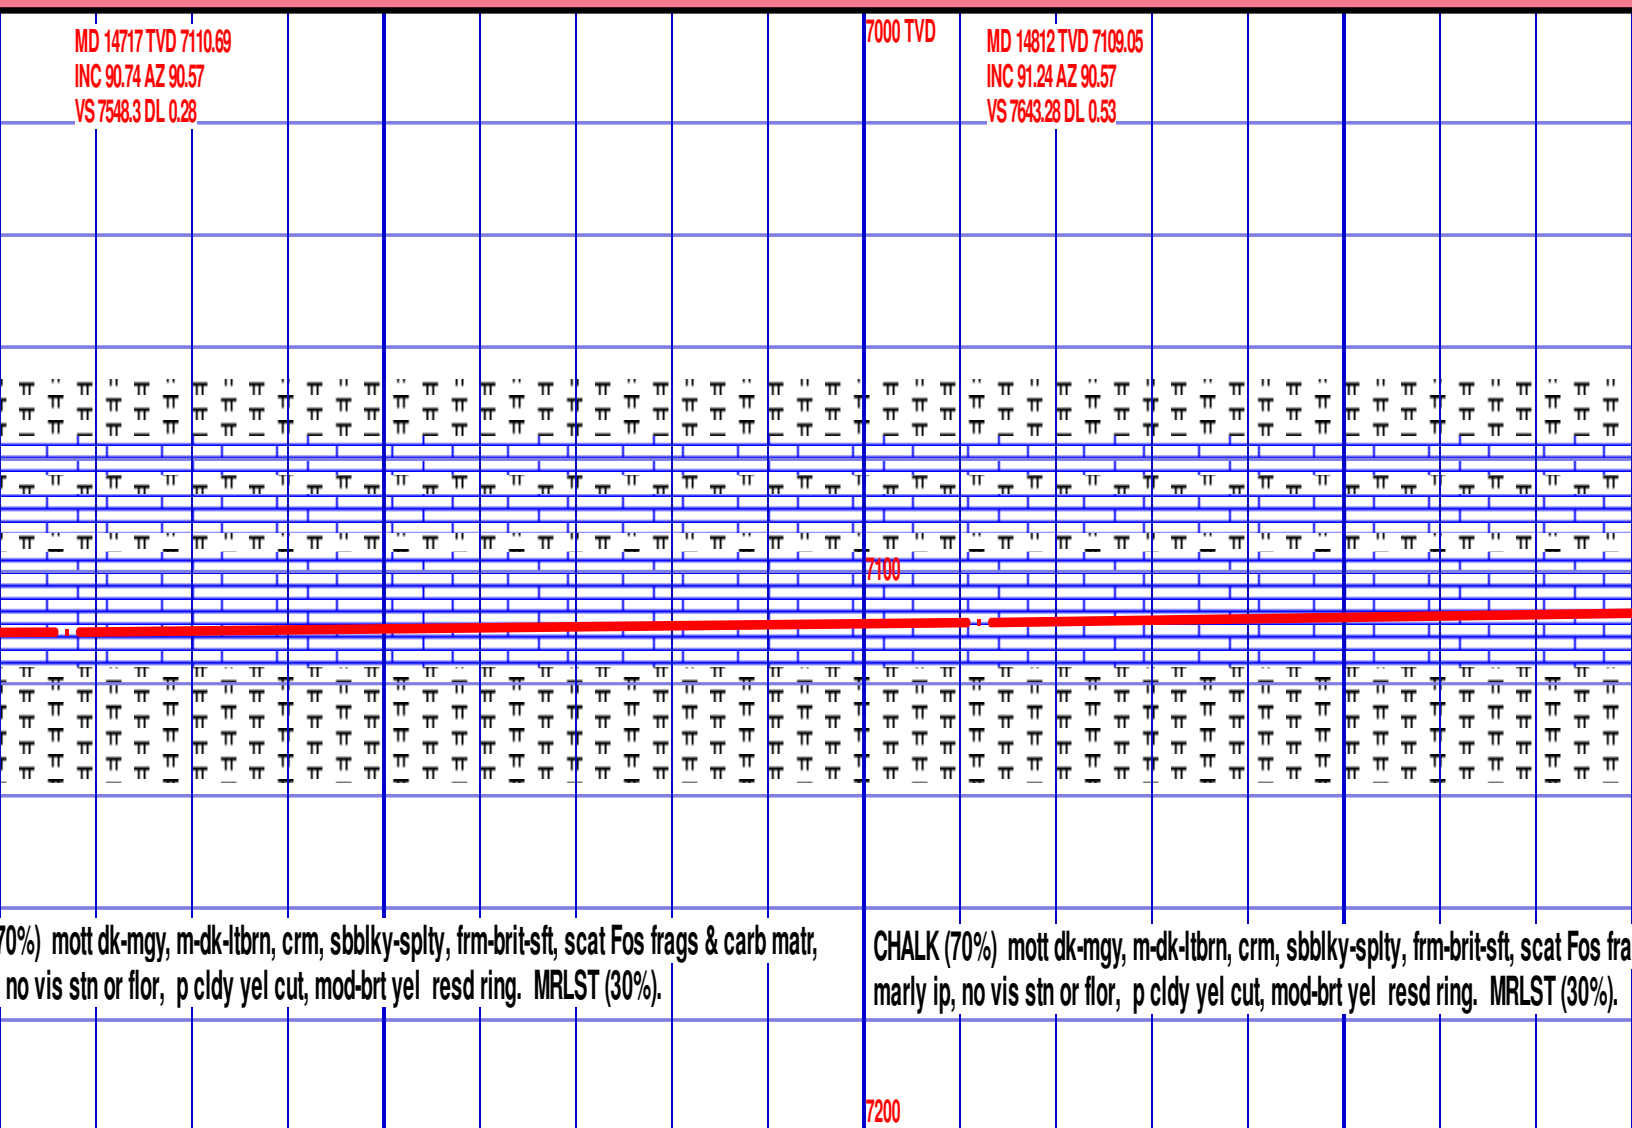 MD 14717 TVD 7110.69
INC 90.74 AZ 90.57
VS 7548.3 DL 0.28
7000 TVD
MD 14812 TVD 7109.05
INC 91.24 AZ 90.57
VS 7643.28 DL 0.53
7100
70%) mott dk-mgy, m-dk-ltbrn, crm, sbblky-splty, frm-brit-sft, scat Fos frags & carb matr,
no vis stn or flor, p cldy yel cut, mod-brt yel resd ring. MRLST (30%).
CHALK (70%) mott dk-mgy, m-dk-ltbrn, crm, sbblky-splty, frm-brit-sft, scat Fos fra
marly ip, no vis stn or flor, p cldy yel cut, mod-brt yel resd ring. MRLST (30%).
7200